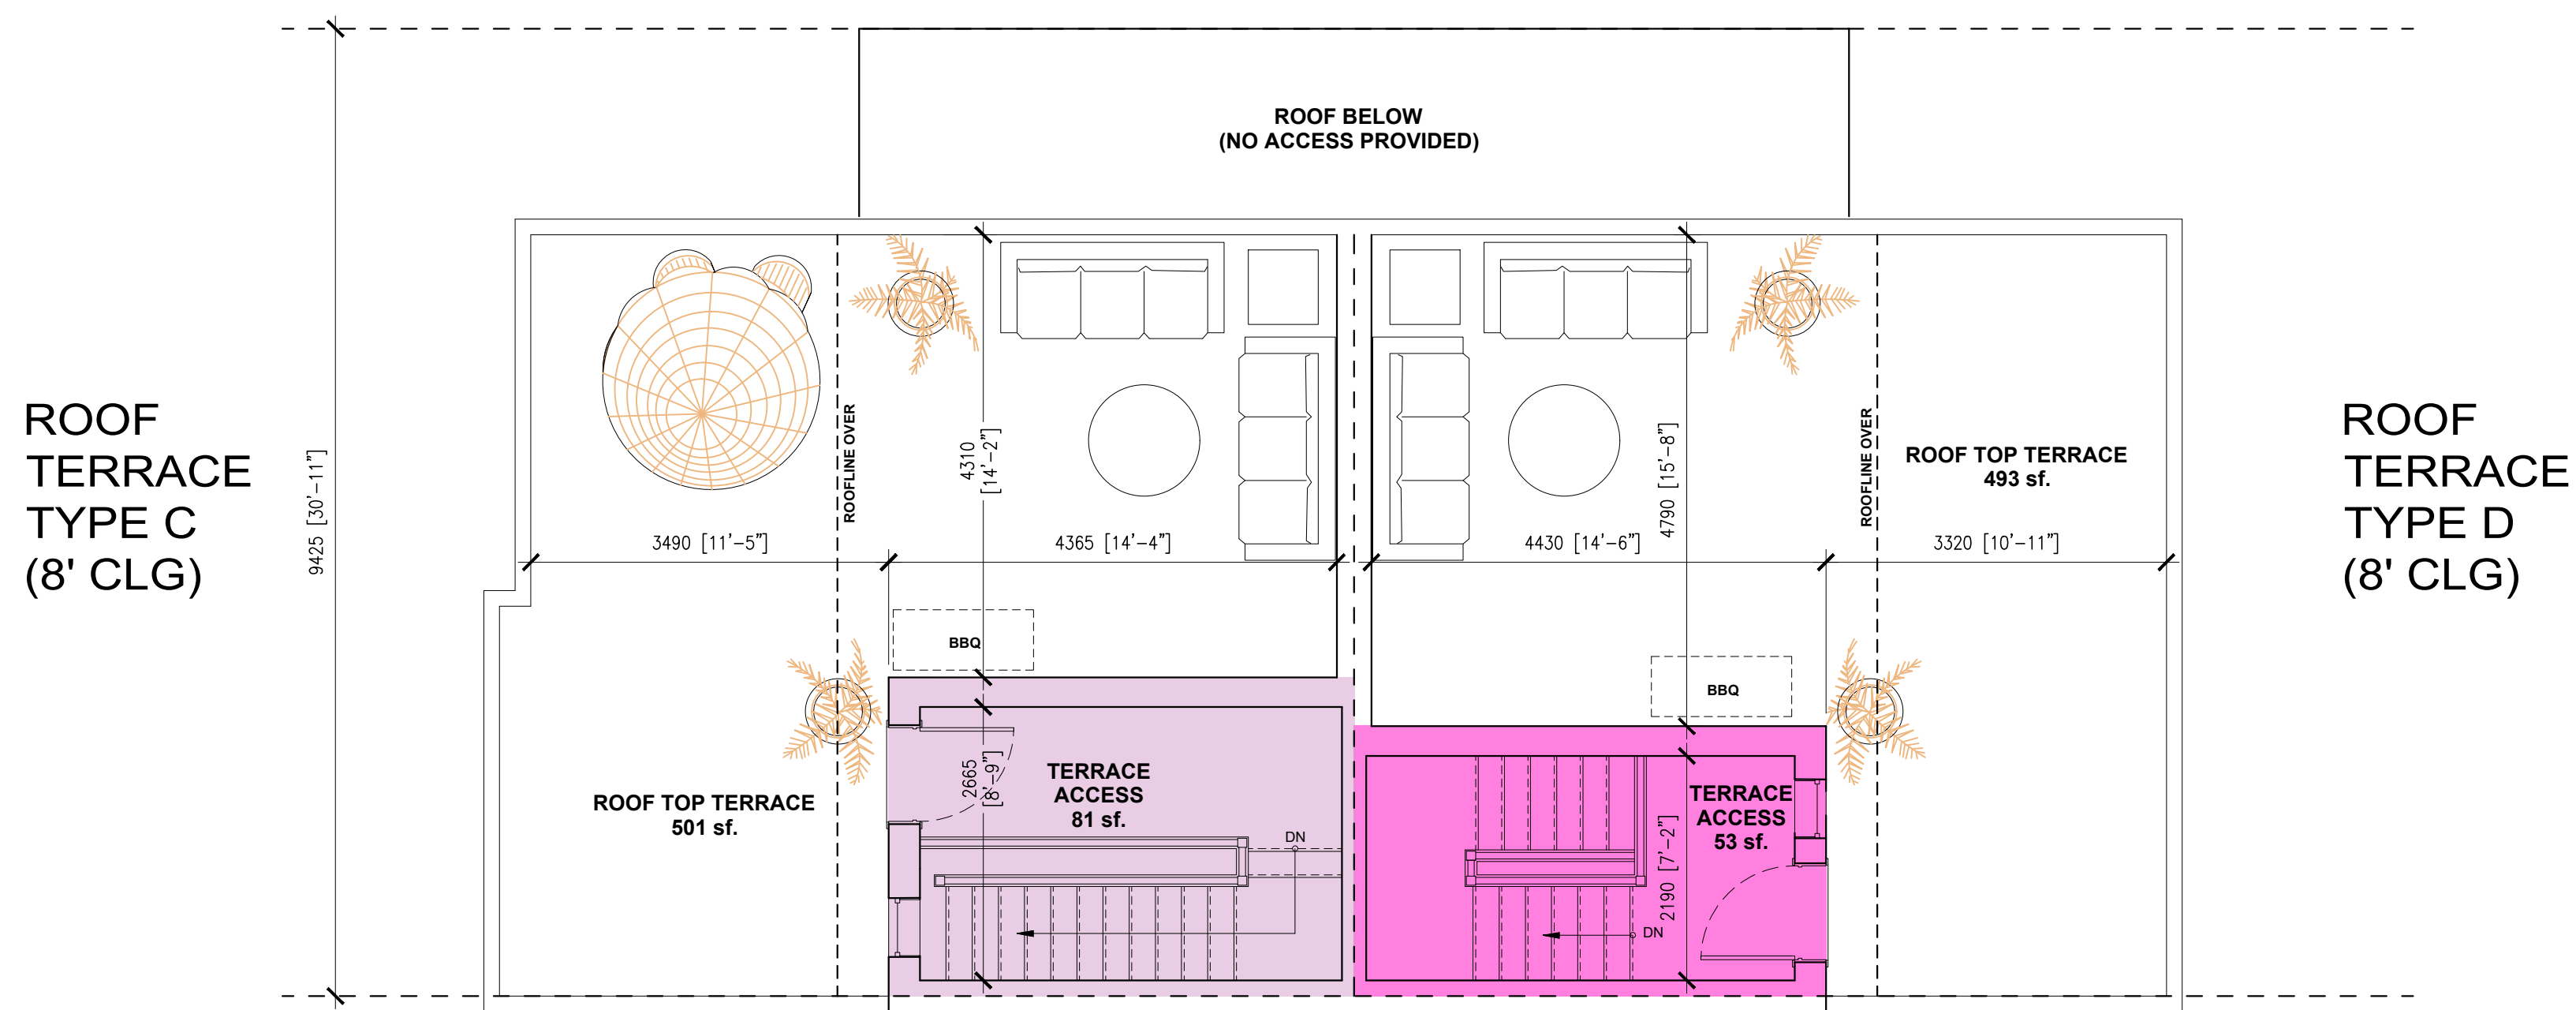 ROOF BELOW
(NO ACCESS PROVIDED)
ROOF
TERRACE
TYPE C
(8' CLG)
9425 [30'-11"]
ROOFLINE OVER
4310
[14'-2"]
3490 [11'-5"]
4365 [14'-4"]
BBQ
ROOF TOP TERRACE
501 sf.
2665
[8'-9"]
TERRACE
ACCESS
81 sf.
DN
4790 [15'-8"]
4430 [14'-6"]
ROOFLINE OVER
ROOF TOP TERRACE
493 sf.
3320 [10'-11"]
BBQ
2190 [7'-2"]
TERRACE
ACCESS
53 sf.
DN
ROOF
TERRACE
TYPE D
(8' CLG)